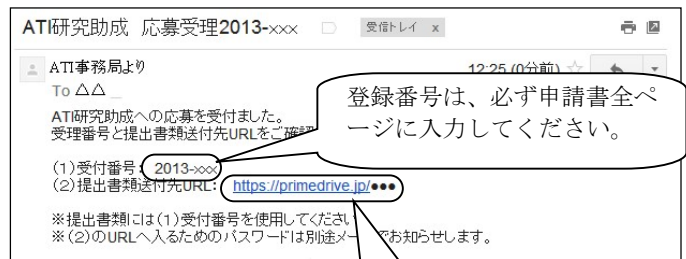 ATI研究助成 応募受理2013-×××
受信トレイ x
ATI事務局より
12:25 (0分前)
To △△
ATI研究助成への応募を受付ました。
受理番号と提出書類送付先URLをご確認
登録番号は、必ず申請書全ペ
ージに入力してください。
(1)受付番号: 2013-×××
(2)提出書類送付先URL: https://primedrive.jp/●●●
※提出書類には(1)受付番号を使用してください
※(2)のURLへ入るためのパスワードは別途メールでお知らせします。